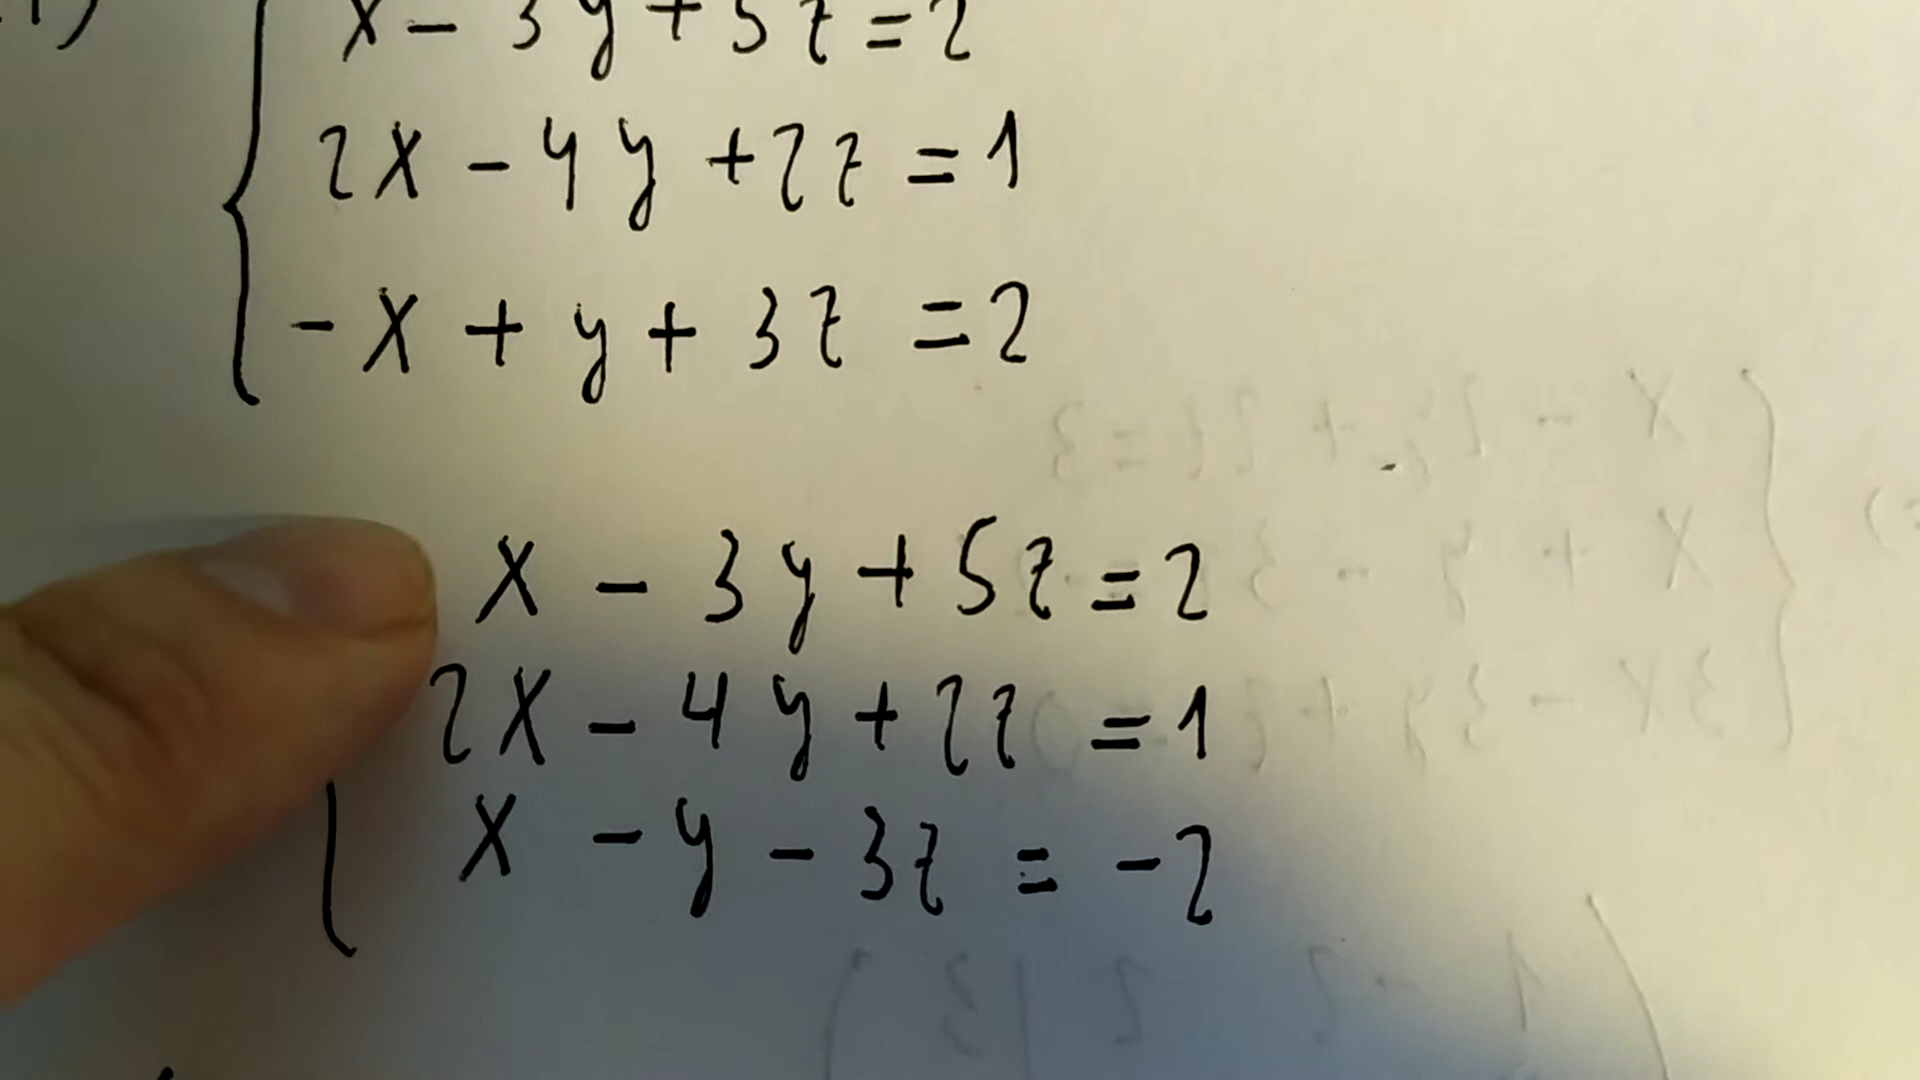 x - 3y + 5z = 2
2x - 4y + 2z = 1
-x + y + 3z = 2
x - 3y + 5z = 2
2x - 4y + 2z = 1
x - y - 3z = -2